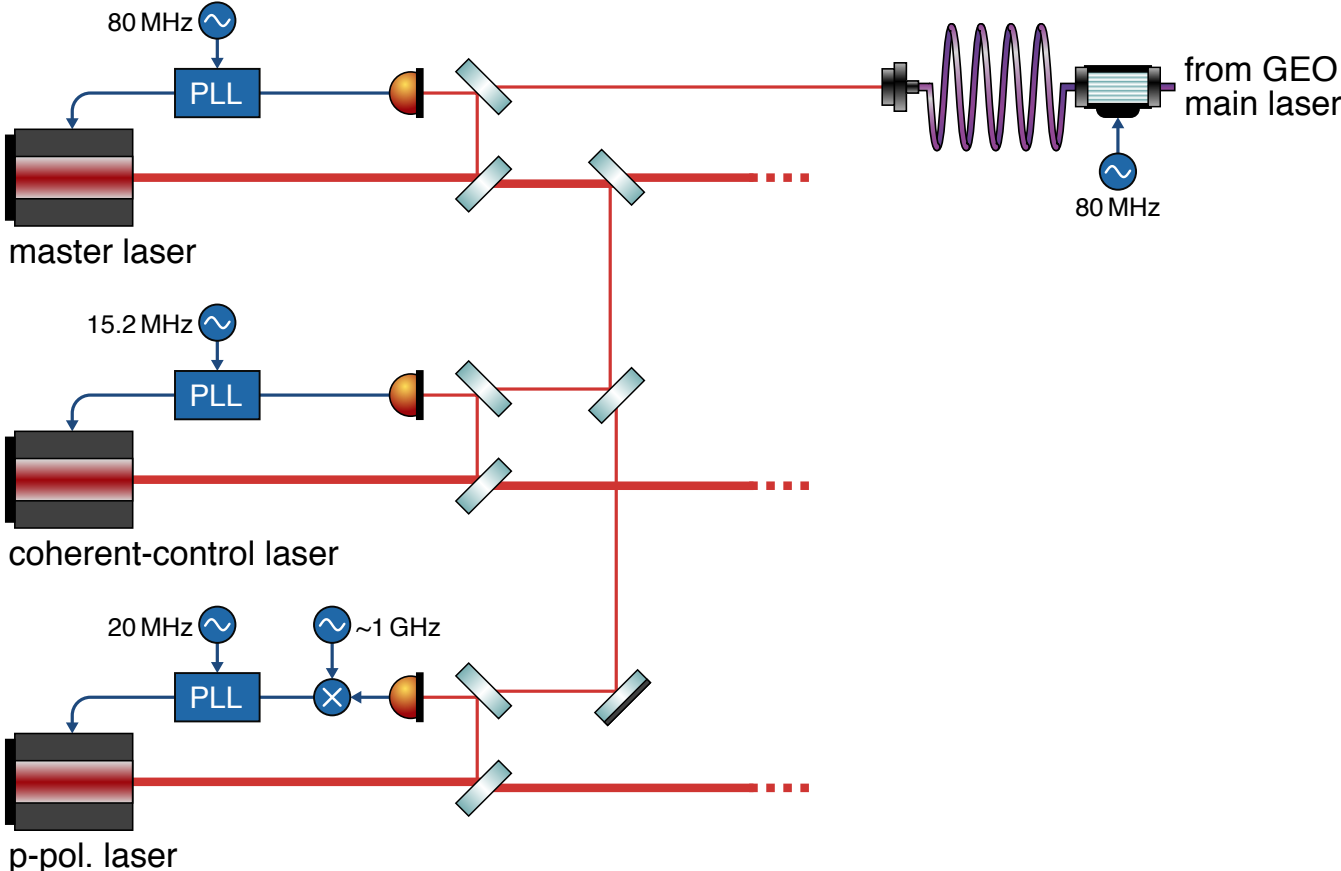 80 MHz
PLL
from GEO
main laser
80 MHz
master laser
15.2 MHz
PLL
coherent-control laser
20 MHz
~1 GHz
PLL
p-pol. laser